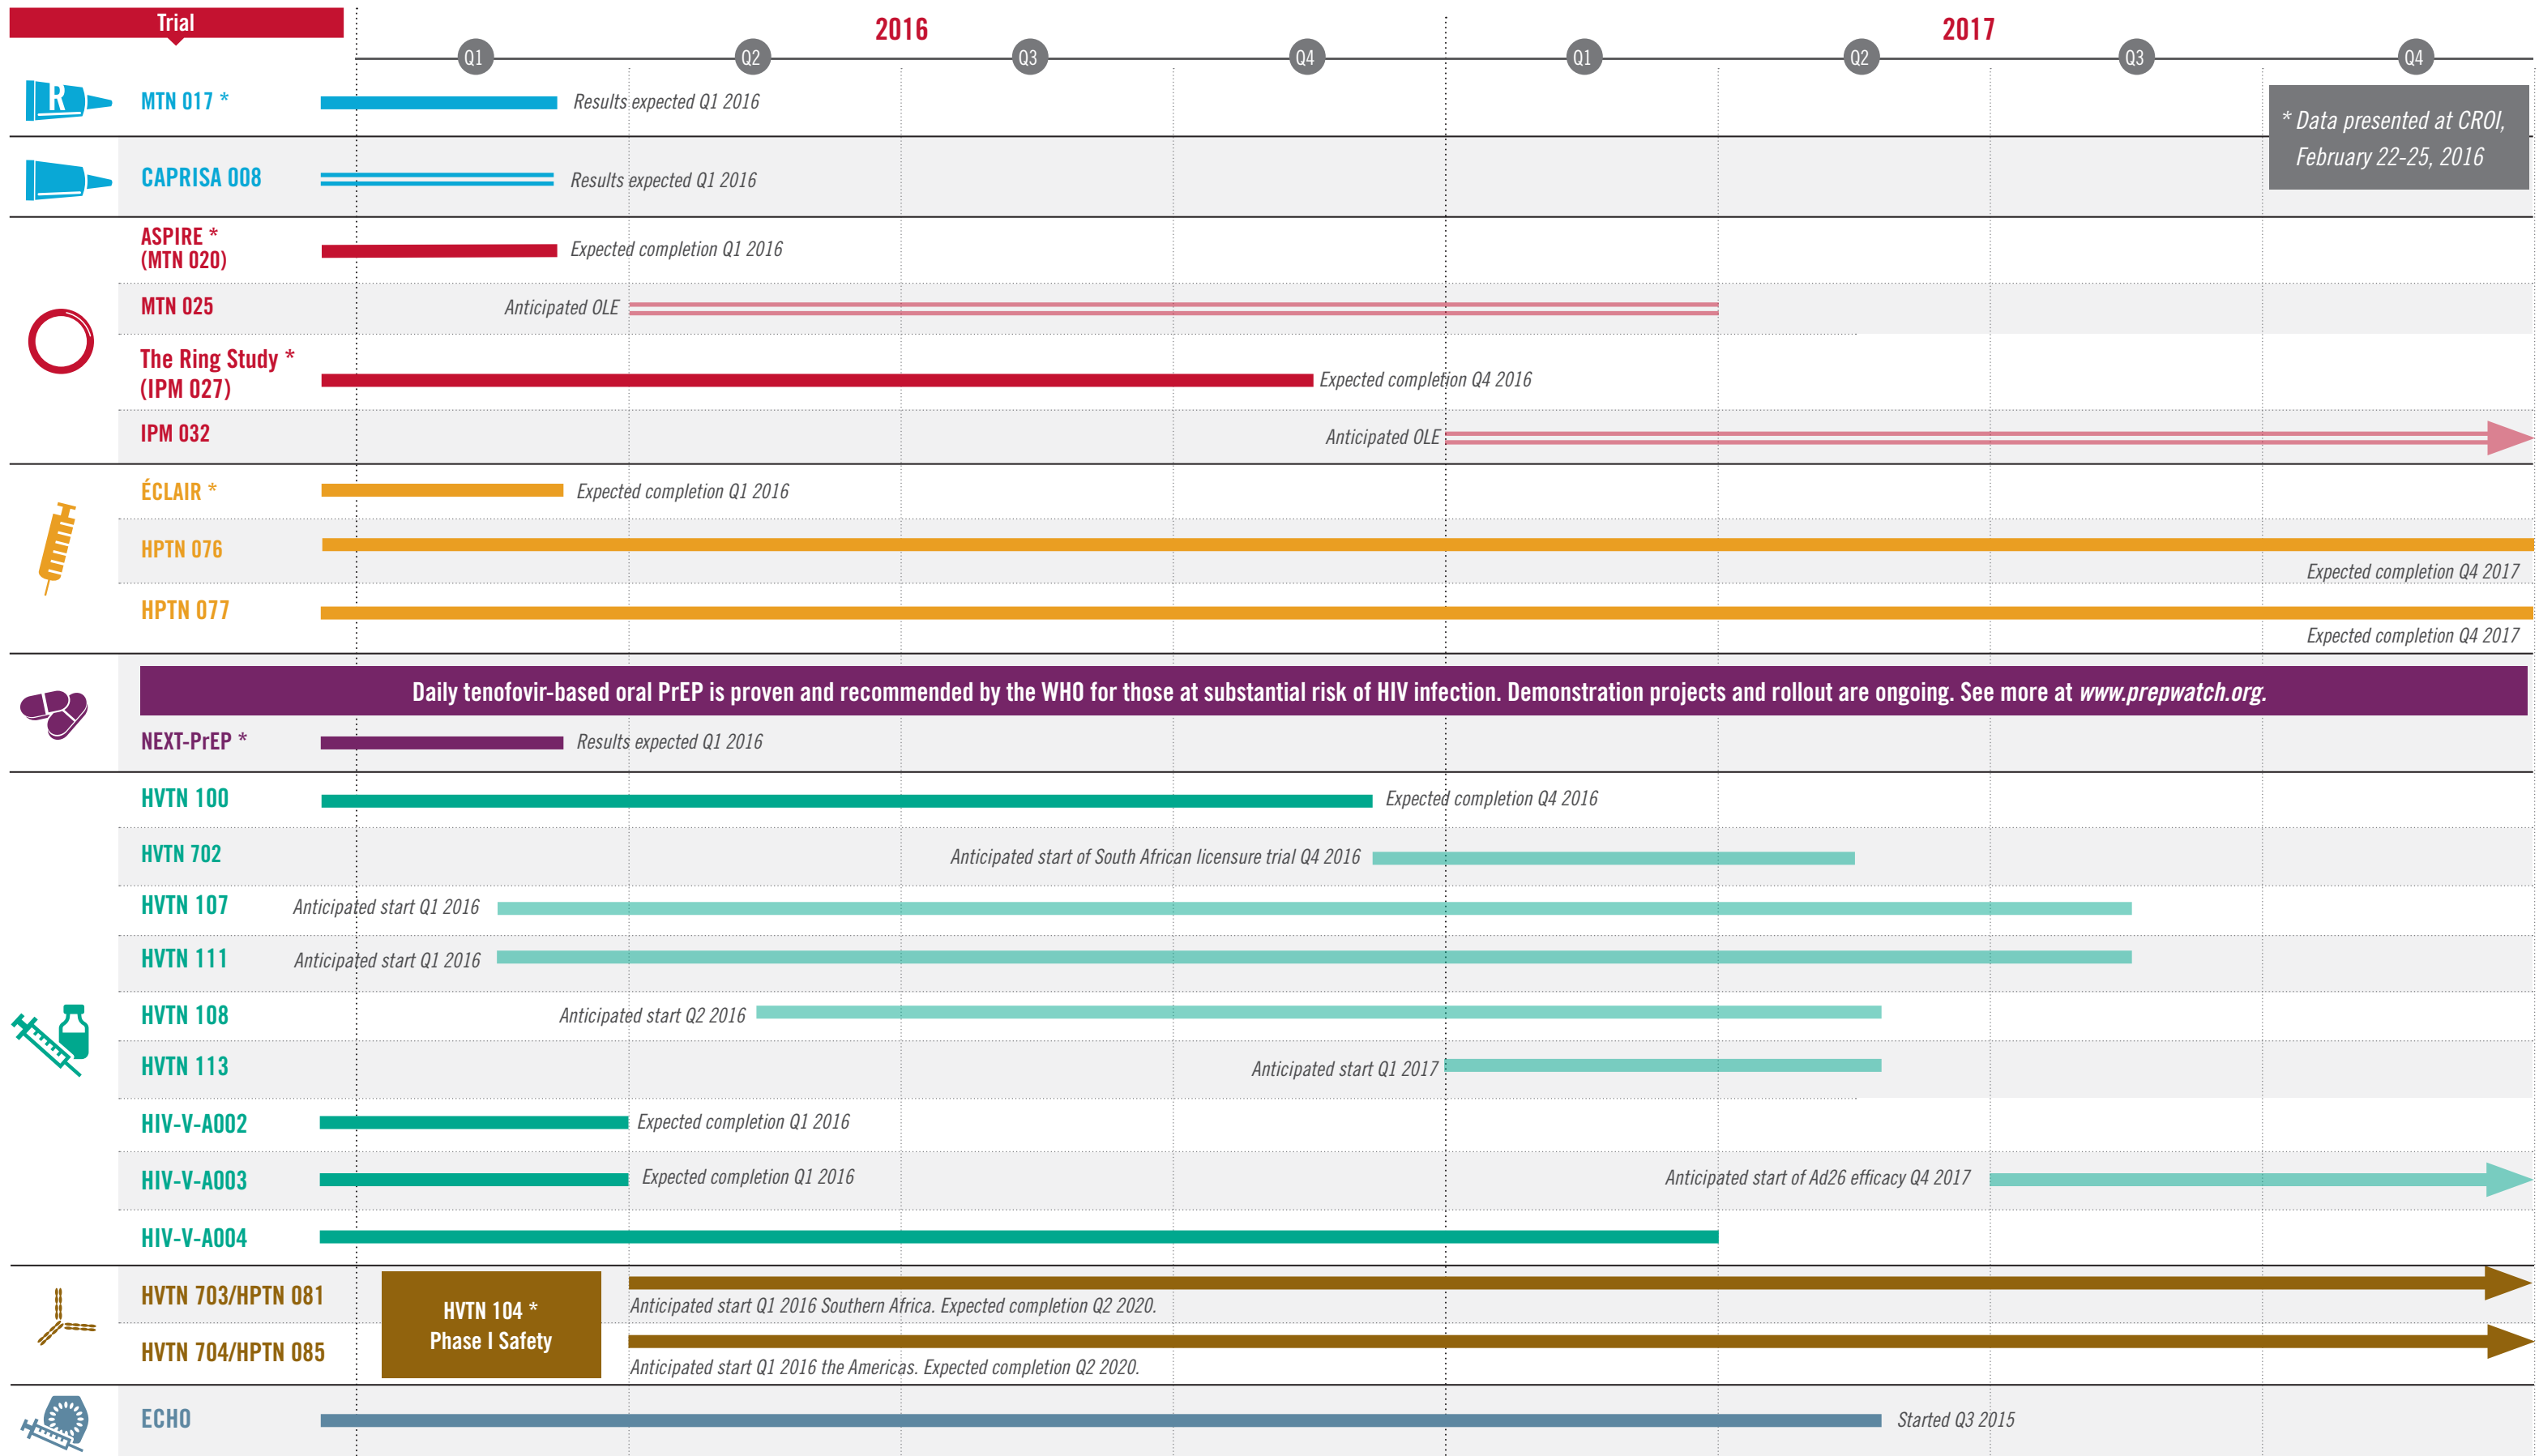 Trial
2016
2017
Q1
Q2
Q3
Q4
Q1
Q2
Q3
Q4
R
MTN 017 *
Results expected Q1 2016
* Data presented at CROI,
February 22-25, 2016
CAPRISA 008
Results expected Q1 2016
ASPIRE *
(MTN 020)
Expected completion Q1 2016
MTN 025
Anticipated OLE
The Ring Study *
(IPM 027)
Expected completion Q4 2016
IPM 032
Anticipated OLE
ÉCLAIR *
Expected completion Q1 2016
HPTN 076
Expected completion Q4 2017
HPTN 077
Expected completion Q4 2017
Daily tenofovir-based oral PrEP is proven and recommended by the WHO for those at substantial risk of HIV infection. Demonstration projects and rollout are ongoing. See more at www.prepwatch.org.
NEXT-PrEP *
Results expected Q1 2016
HVTN 100
Expected completion Q4 2016
HVTN 702
Anticipated start of South African licensure trial Q4 2016
HVTN 107
Anticipated start Q1 2016
HVTN 111
Anticipated start Q1 2016
HVTN 108
Anticipated start Q2 2016
HVTN 113
Anticipated start Q1 2017
HIV-V-A002
Expected completion Q1 2016
HIV-V-A003
Expected completion Q1 2016
Anticipated start of Ad26 efficacy Q4 2017
HIV-V-A004
HVTN 703/HPTN 081
HVTN 104 *
Phase I Safety
Anticipated start Q1 2016 Southern Africa. Expected completion Q2 2020.
HVTN 704/HPTN 085
Anticipated start Q1 2016 the Americas. Expected completion Q2 2020.
ECHO
Started Q3 2015